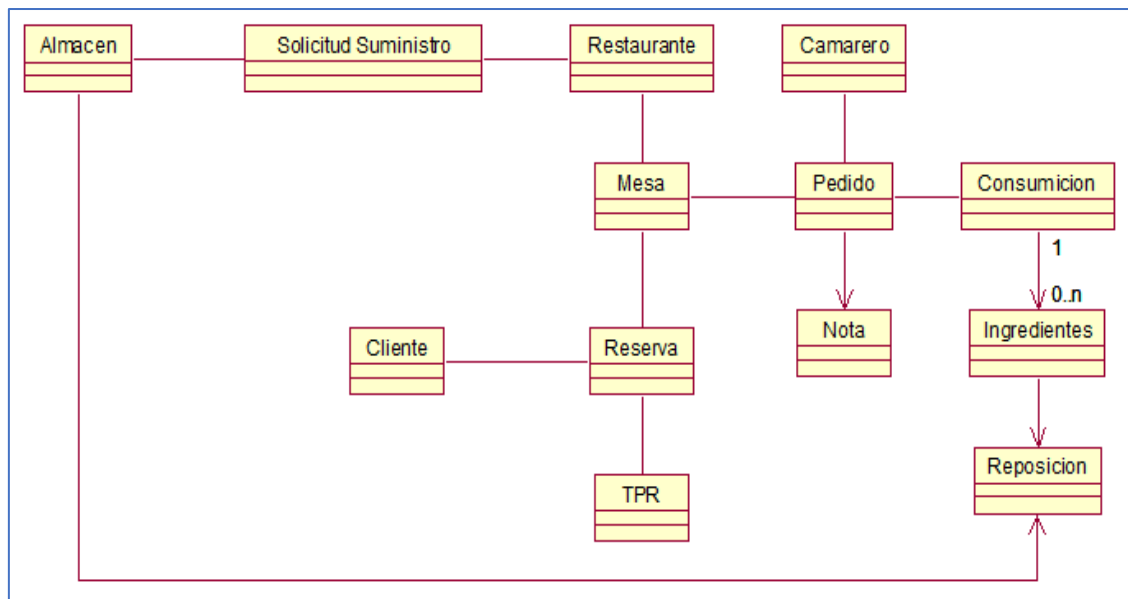 Almacen
Solicitud Suministro
Restaurante
Camarero
Mesa
Pedido
Consumicion
1
0..n
Nota
Ingredientes
Cliente
Reserva
Reposicion
TPR